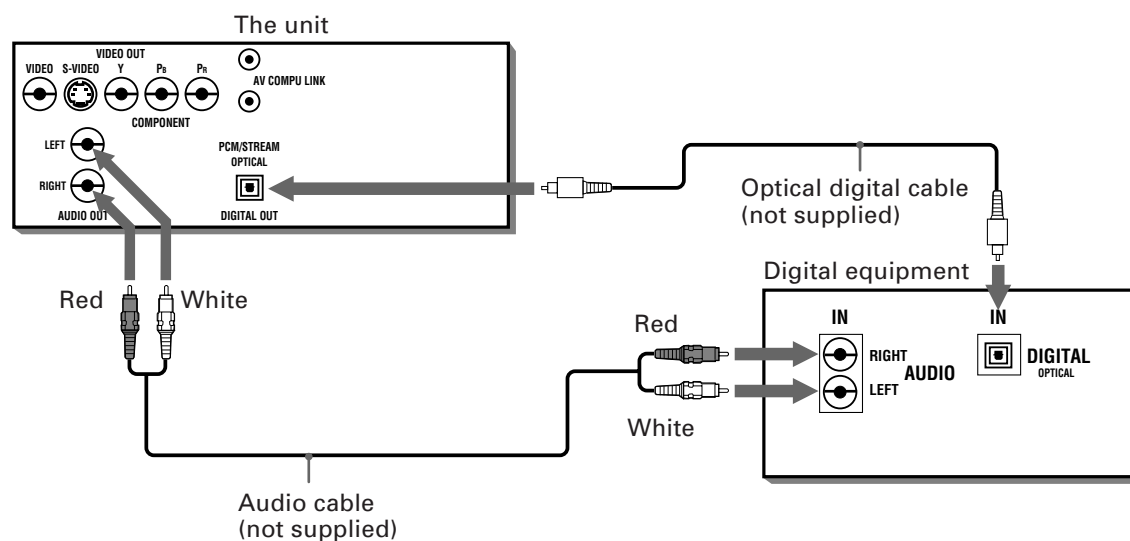 The unit
VIDEO OUT
VIDEO S-VIDEO Y PB PR
AV COMPU LINK
COMPONENT
LEFT
PCM/STREAM
OPTICAL
RIGHT
AUDIO OUT
DIGITAL OUT
Optical digital cable
(not supplied)
Red
White
Digital equipment
Red
IN
IN
RIGHT
AUDIO
LEFT
DIGITAL
OPTICAL
White
Audio cable
(not supplied)